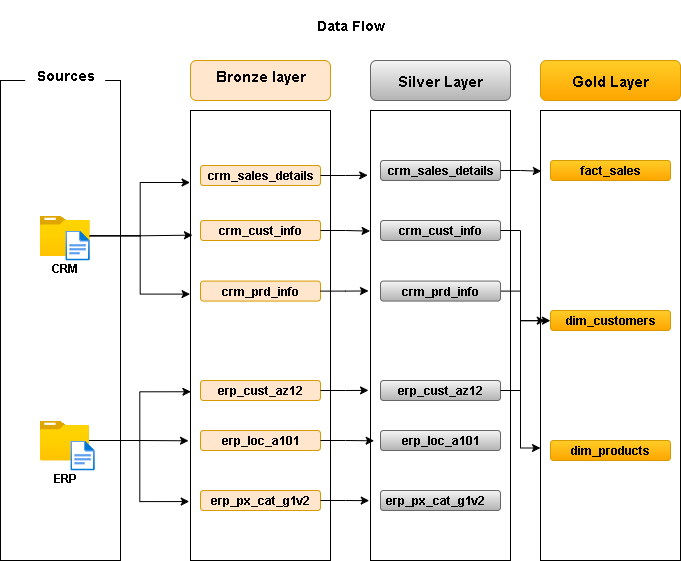 Data Flow
Sources
Bronze layer
Silver Layer
Gold Layer
crm_sales_details
crm_sales_details
fact_sales
crm_cust_info
crm_cust_info
CRM
crm_prd_info
crm_prd_info
dim_customers
erp_cust_az12
erp_cust_az12
erp_loc_a101
erp_loc_a101
dim_products
ERP
erp_px_cat_g1v2
erp_px_cat_g1v2